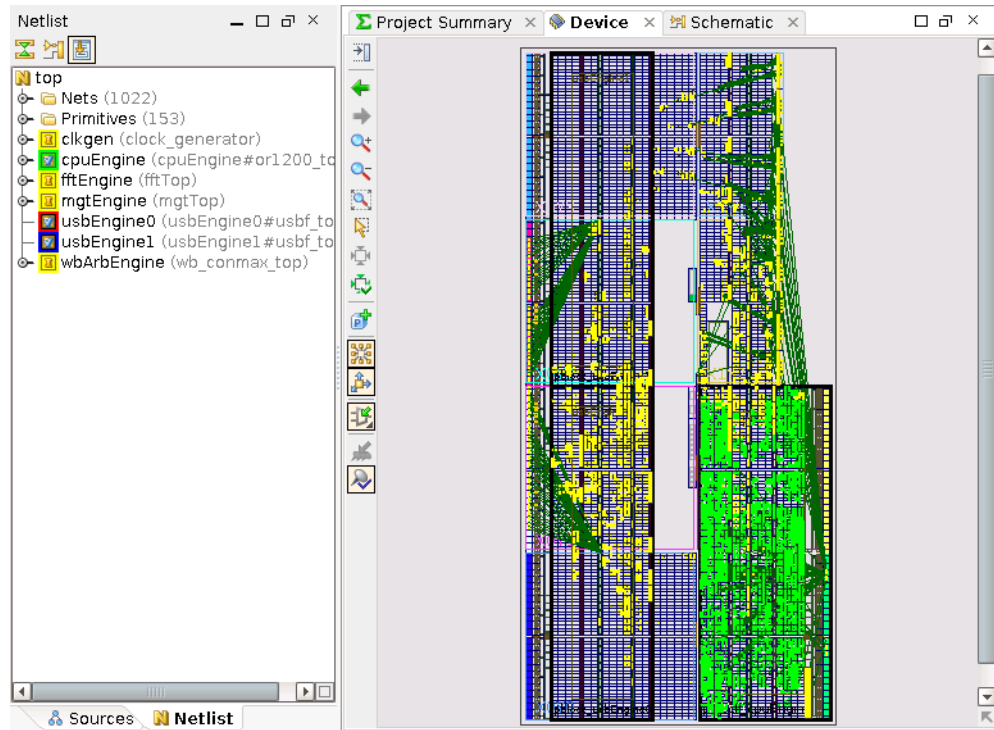 Netlist
top
Nets (1022)
Primitives (153)
clkgen (clock_generator)
cpuEngine (cpuEngine#or1200_to
fftEngine (fftTop)
mgtEngine (mgtTop)
usbEngine0 (usbEngine0#usbf_to
usbEngine1 (usbEngine1#usbf_to
wbArbEngine (wb_conmax_top)
Sources
Netlist
Project Summary
Device
Schematic